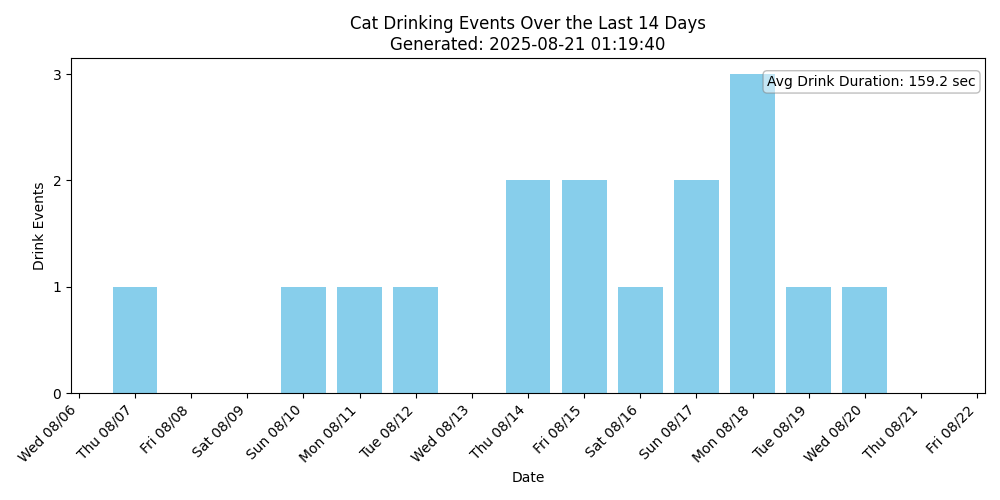 Cat Drinking Events Over the Last 14 Days
Generated: 2025-08-21 01:19:40
Avg Drink Duration: 159.2 sec
Drink Events
3
2
1
0
Wed 08/06
Thu 08/07
Fri 08/08
Sat 08/09
Sun 08/10
Mon 08/11
Tue 08/12
Wed 08/13
Thu 08/14
Fri 08/15
Sat 08/16
Sun 08/17
Mon 08/18
Tue 08/19
Wed 08/20
Thu 08/21
Fri 08/22
Date